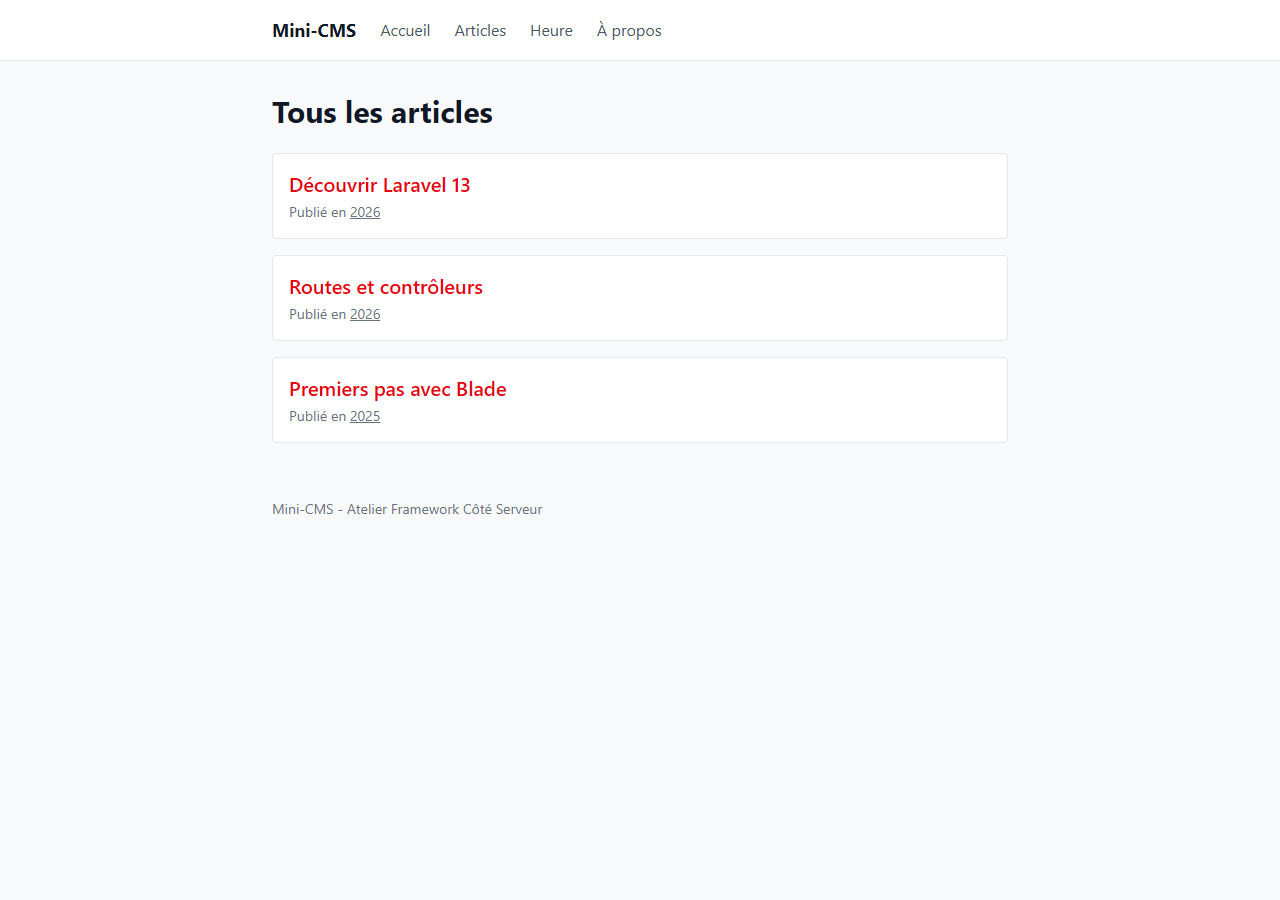 Mini-CMS Accueil Articles Heure À propos
Tous les articles
Découvrir Laravel 13
Publié en 2026
Routes et contrôleurs
Publié en 2026
Premiers pas avec Blade
Publié en 2025
Mini-CMS - Atelier Framework Côté Serveur